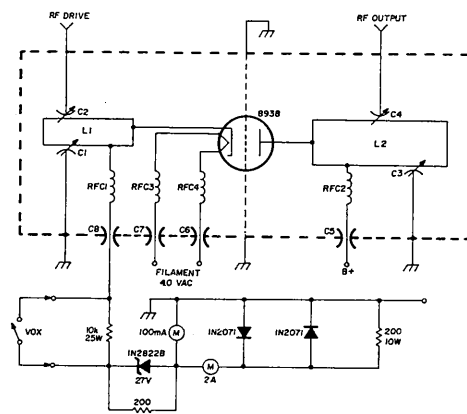 RF DRIVE
RF OUTPUT
8938
C2
L1
C1
C4
L2
C3
RFC1
RFC3
RFC4
RFC2
C8
C7
C6
C5
FILAMENT
4.0 VAC
B+
VOX
10k
25W
100mA
M
1N2071
1N2071
200
10W
1N2822B
27V
M
2A
200